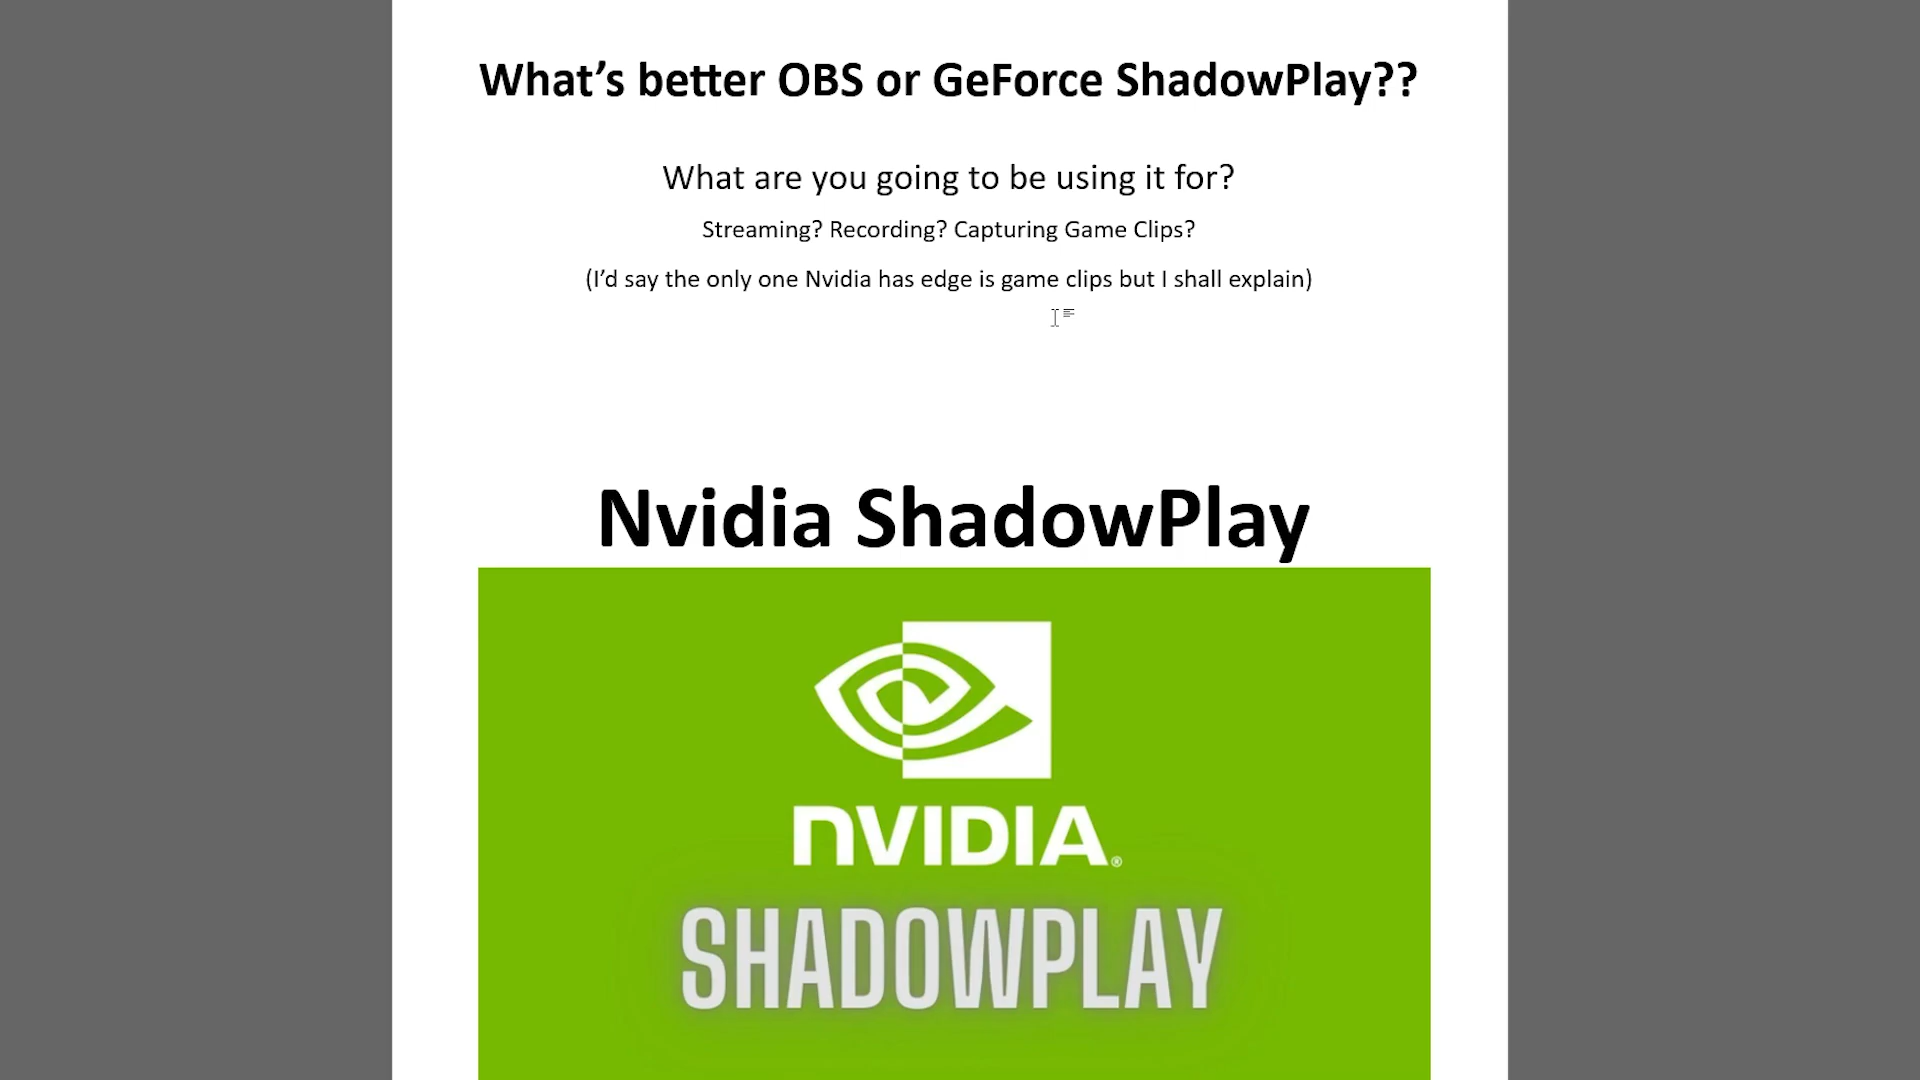 What’s better OBS or GeForce ShadowPlay??
What are you going to be using it for?
Streaming? Recording? Capturing Game Clips?
(I’d say the only one Nvidia has edge is game clips but I shall explain)
Nvidia ShadowPlay
NVIDIA®
SHADOWPLAY